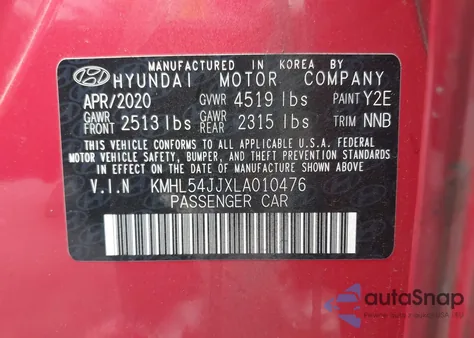 MANUFACTURED IN KOREA BY
HYUNDAI MOTOR COMPANY
APR/2020 GVWR 4519 lbs PAINT Y2E
GAWR FRONT 2513 lbs GAWR REAR 2315 lbs TRIM NNB
THIS VEHICLE CONFORMS TO ALL APPLICABLE U.S.A. FEDERAL
MOTOR VEHICLE SAFETY, BUMPER, AND THEFT PREVENTION
STANDARDS IN EFFECT ON THE DATE OF MANUFACTURE SHOWN ABOVE
V.I.N KMHL54JJXLA010476
PASSENGER CAR
autoSnap